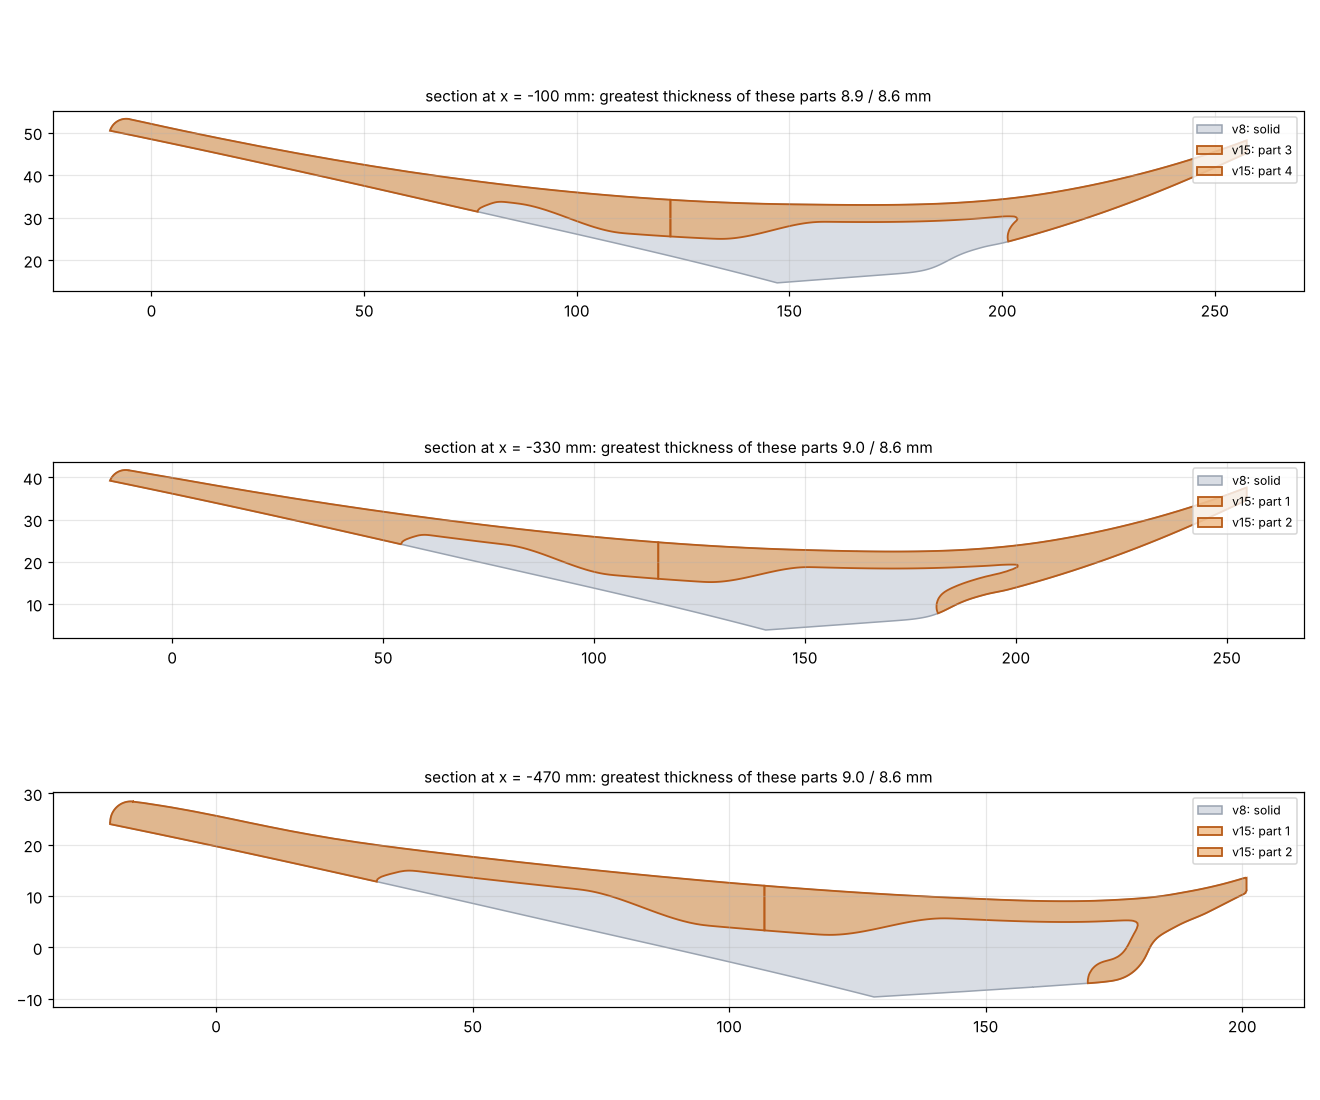 section at x = -100 mm: greatest thickness of these parts 8.9 / 8.6 mm
v8: solid
v15: part 3
v15: part 4
50
40
30
20
0
50
100
150
200
250
section at x = -330 mm: greatest thickness of these parts 9.0 / 8.6 mm
v8: solid
v15: part 1
v15: part 2
40
30
20
10
0
50
100
150
200
250
section at x = -470 mm: greatest thickness of these parts 9.0 / 8.6 mm
v8: solid
v15: part 1
v15: part 2
30
20
10
0
−10
0
50
100
150
200